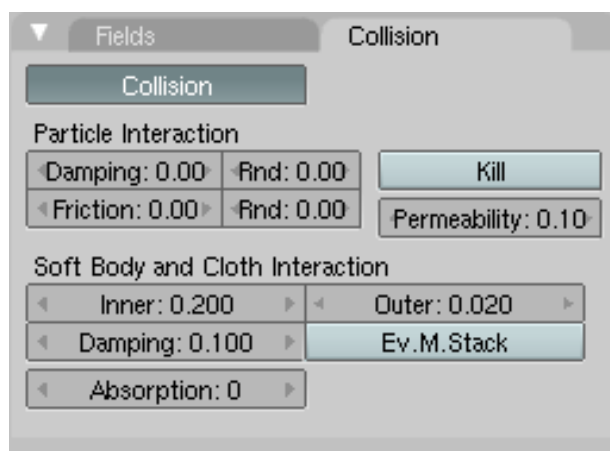 Fields Collision
Collision
Particle Interaction
Damping: 0.00 Rnd: 0.00 Kill
Friction: 0.00 Rnd: 0.00 Permeability: 0.10
Soft Body and Cloth Interaction
Inner: 0.200 Outer: 0.020
Damping: 0.100 Ev.M.Stack
Absorption: 0